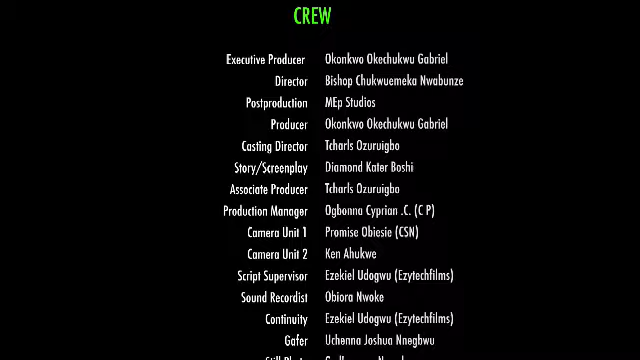 CREW
Executive Producer Okonkwo Okechukwu Gabriel
Director Bishop Chukwuemeka Nwabunze
Postproduction MEp Studios
Producer Okonkwo Okechukwu Gabriel
Casting Director Tcharls Ozuruigbo
Story/Screenplay Diamond Kater Boshi
Associate Producer Tcharls Ozuruigbo
Production Manager Ogbonna Cyprian .C. (C P)
Camera Unit 1 Promise Obiesie (CSN)
Camera Unit 2 Ken Ahukwe
Script Supervisor Ezekiel Udogwu (Ezytechfilms)
Sound Recordist Obiora Nwoke
Continuity Ezekiel Udogwu (Ezytechfilms)
Gafer Uchenna Joshua Nnegbwu